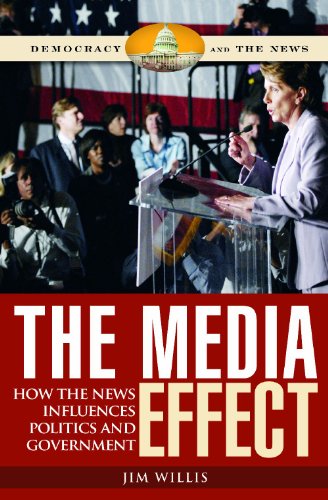 DEMOCRACY AND THE NEWS
THE MEDIA
EFFECT
HOW THE NEWS
INFLUENCES
POLITICS AND
GOVERNMENT
JIM WILLIS